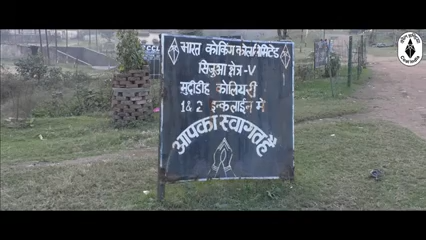 भारत कोकिंग कोल लिमिटेड
सिजुआ क्षेत्र-V
मुदीडीह कोलियरी
1 & 2 इन्कलाईन मे
आपका स्वागत है